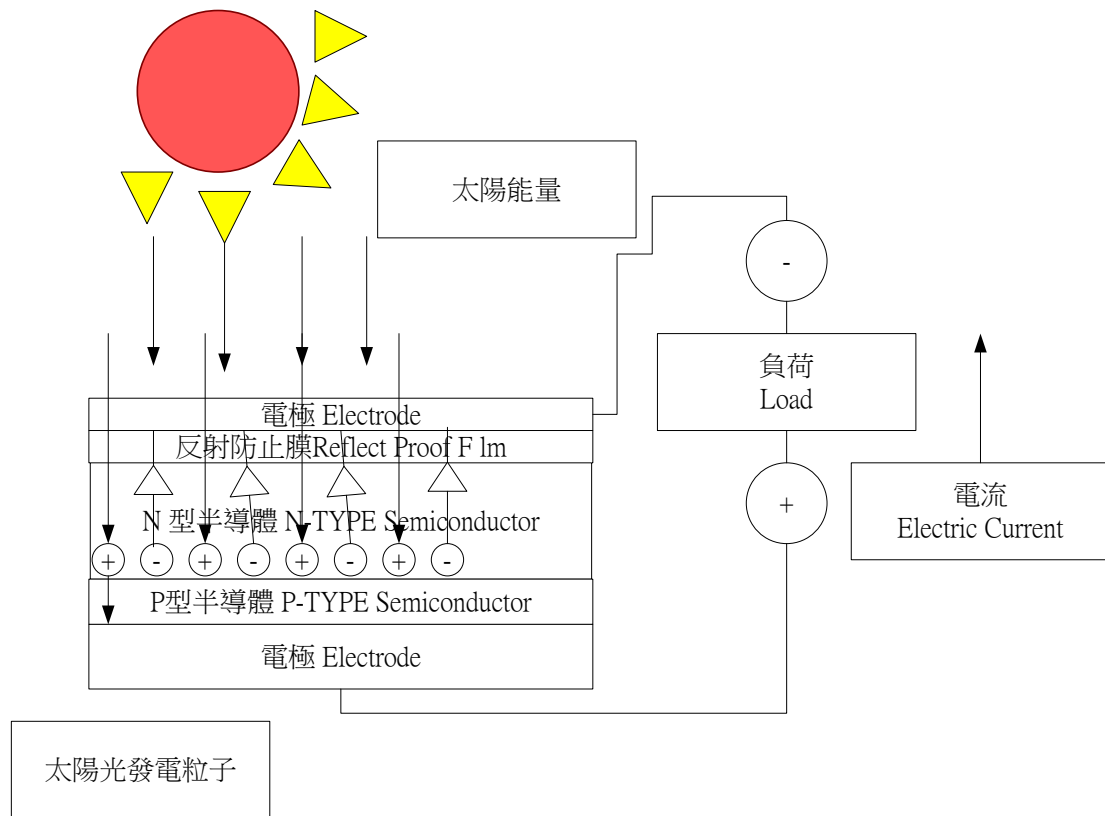 太陽能量
-
負荷
Load
電極 Electrode
反射防止膜Reflect Proof F lm
+
電流
Electric Current
N 型半導體 N-TYPE Semiconductor
+ - + - + - + -
P型半導體 P-TYPE Semiconductor
電極 Electrode
太陽光發電粒子